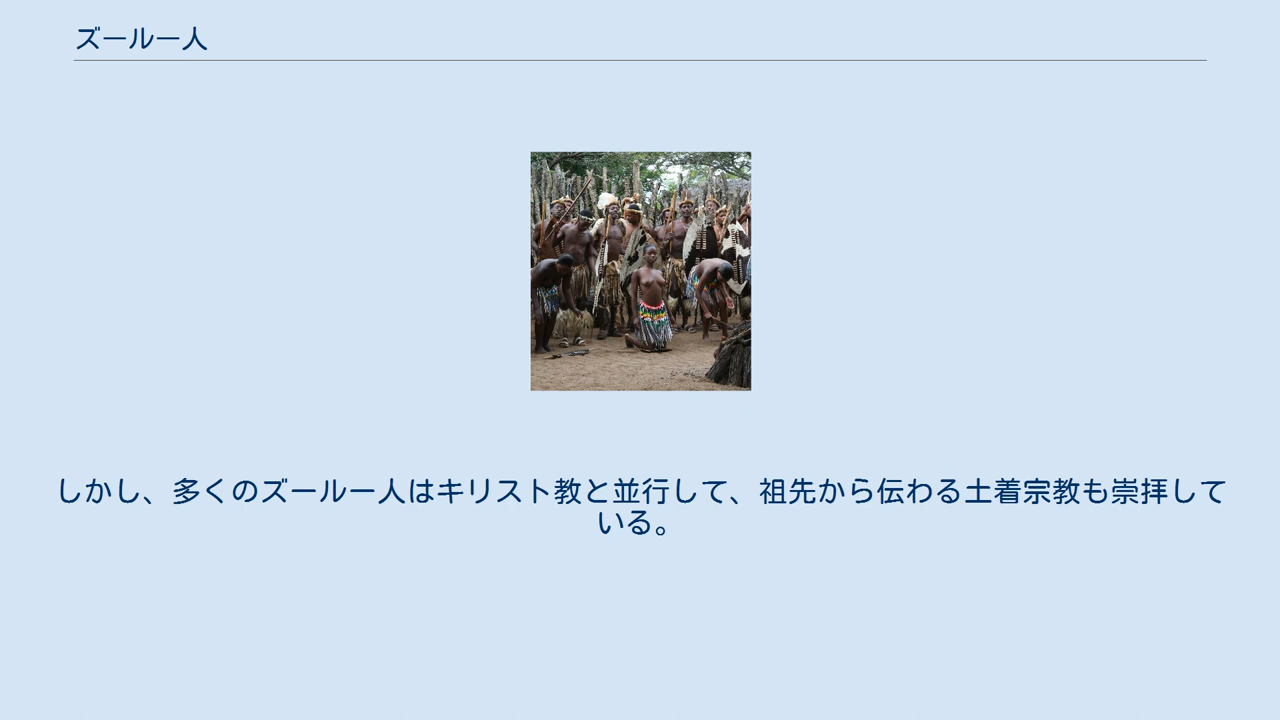 ズールー人
しかし、多くのズールー人はキリスト教と並行して、祖先から伝わる土着宗教も崇拝して
いる。